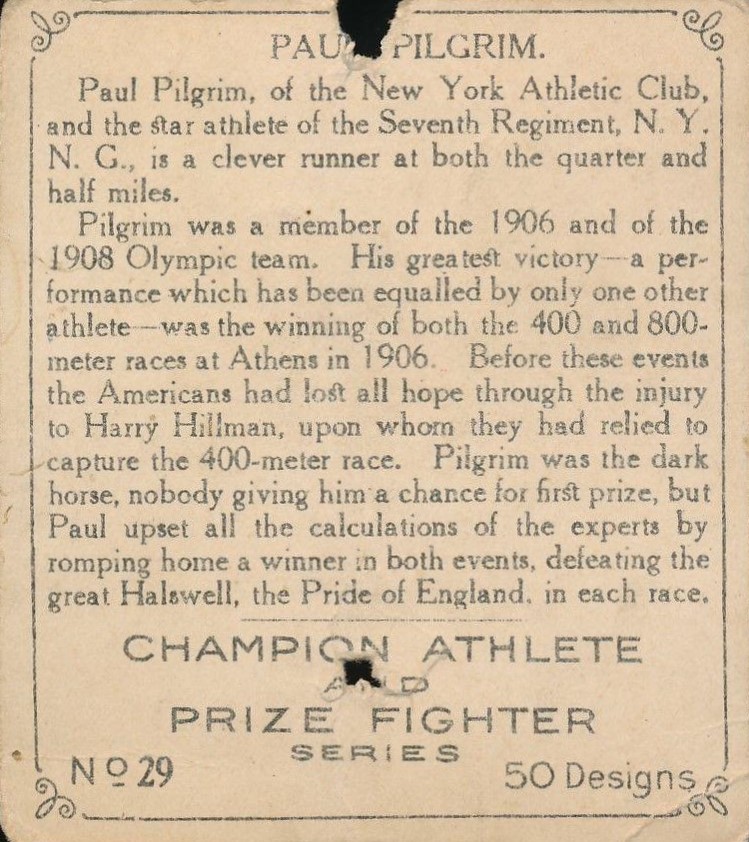 PAUL PILGRIM.
Paul Pilgrim, of the New York Athletic Club,
and the star athlete of the Seventh Regiment, N. Y.
N. G., is a clever runner at both the quarter and
half miles.
Pilgrim was a member of the 1906 and of the
1908 Olympic team. His greatest victory—a per-
formance which has been equalled by only one other
athlete—was the winning of both the 400 and 800-
meter races at Athens in 1906. Before these events
the Americans had lost all hope through the injury
to Harry Hillman, upon whom they had relied to
capture the 400-meter race. Pilgrim was the dark
horse, nobody giving him a chance for first prize, but
Paul upset all the calculations of the experts by
romping home a winner in both events, defeating the
great Halswell, the Pride of England, in each race.
CHAMPION ATHLETE
AND
PRIZE FIGHTER
SERIES
No 29 50 Designs